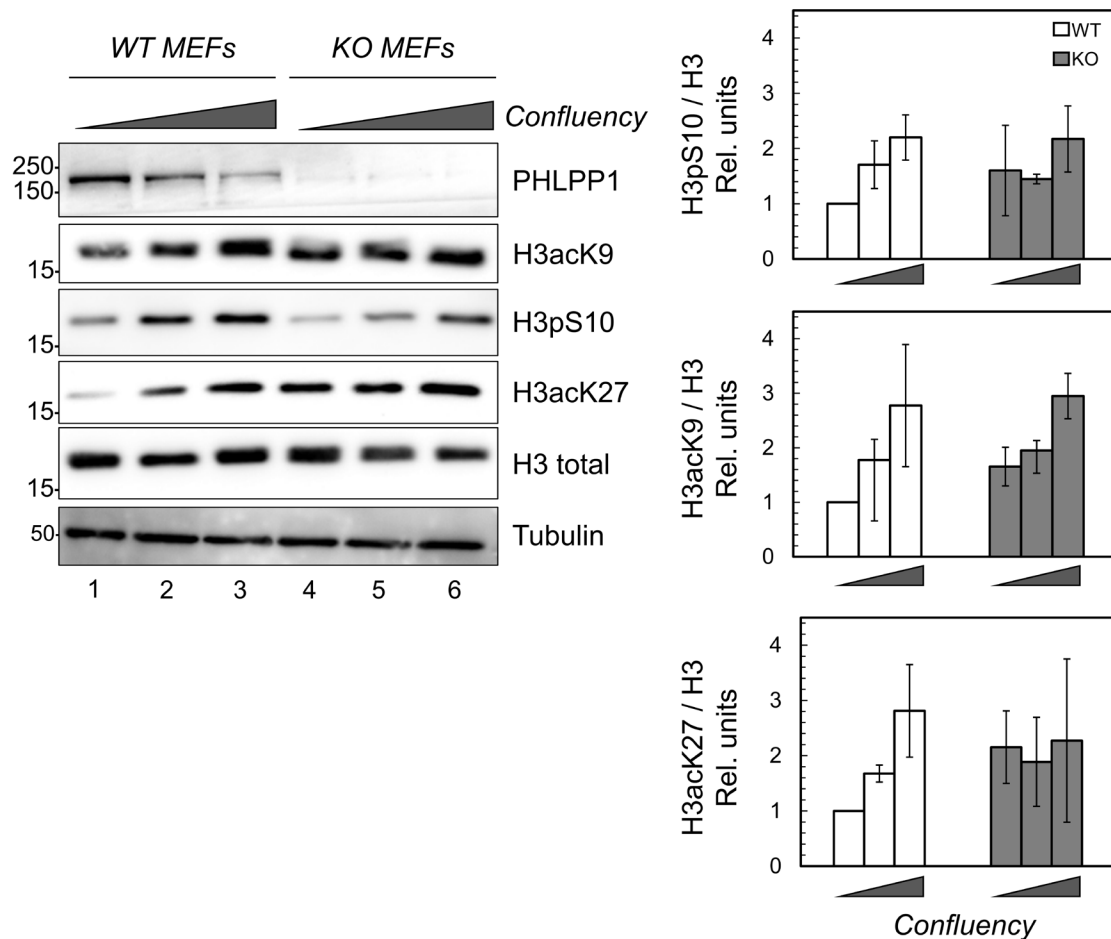 WT MEFs KO MEFs
Confluency
250
150
PHLPP1
15
H3acK9
15
H3pS10
15
H3acK27
15
H3 total
50
Tubulin
1 2 3 4 5 6
H3pS10 / H3
Rel. units
4
3
2
1
0
WT
KO
H3acK9 / H3
Rel. units
4
3
2
1
0
H3acK27 / H3
Rel. units
4
3
2
1
0
Confluency